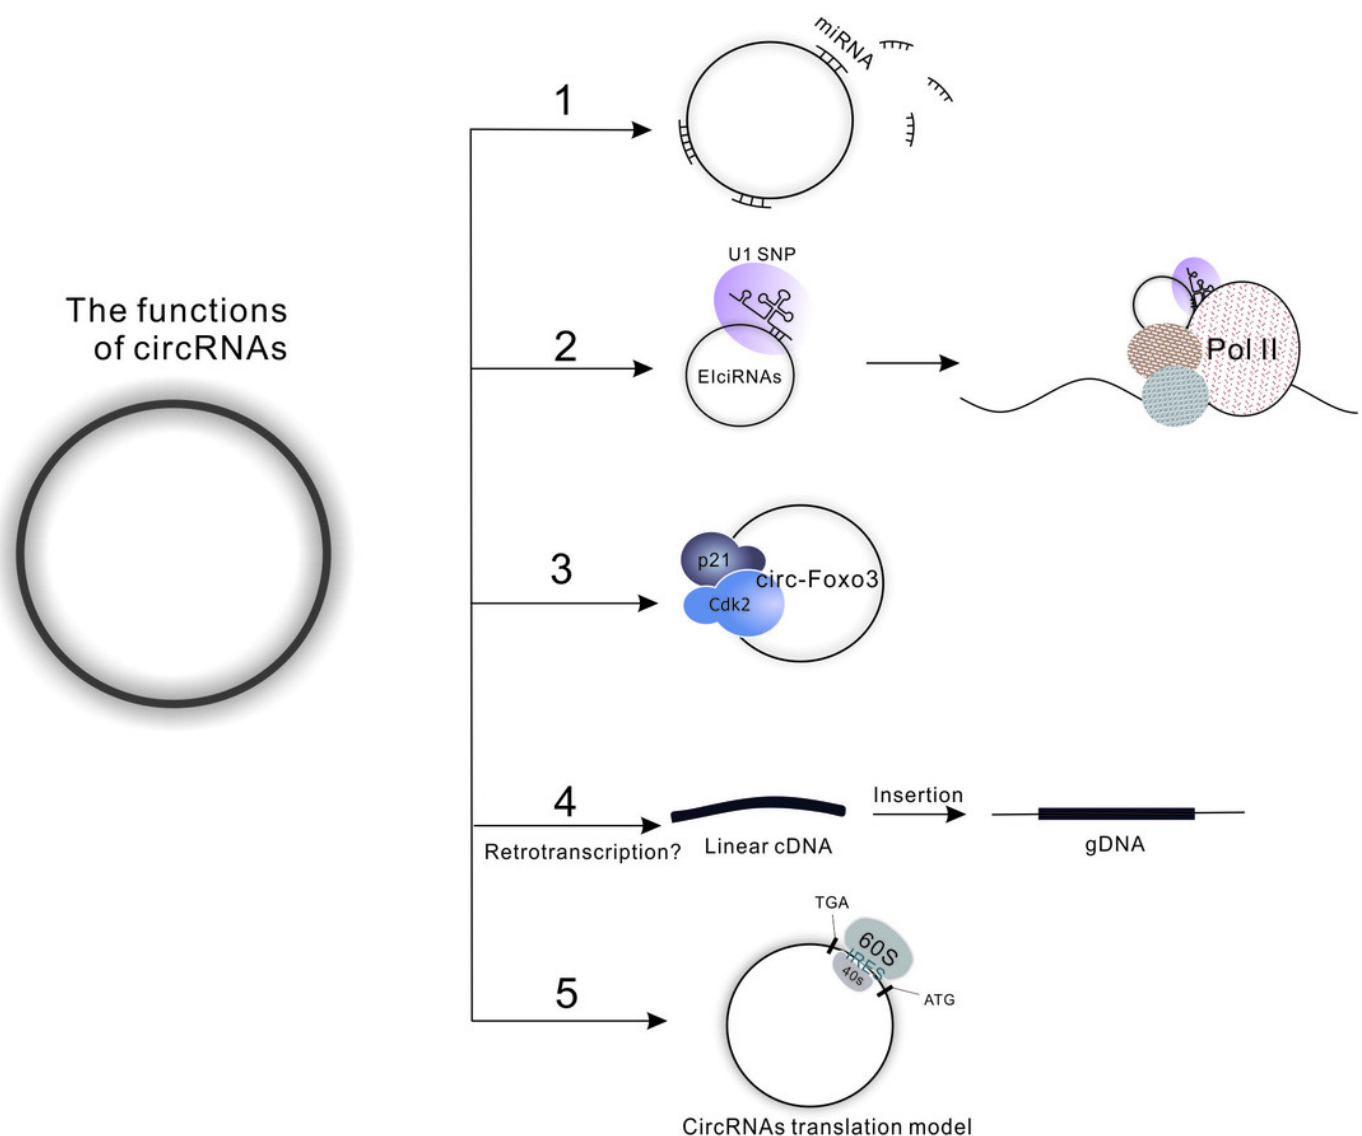 The functions
of circRNAs
1
miRNA
2
U1 SNP
EIciRNAs
Pol II
3
p21
Cdk2
circ-Foxo3
4
Retrotranscription?
Linear cDNA
Insertion
gDNA
5
TGA
60S
IRES
40s
ATG
CircRNAs translation model